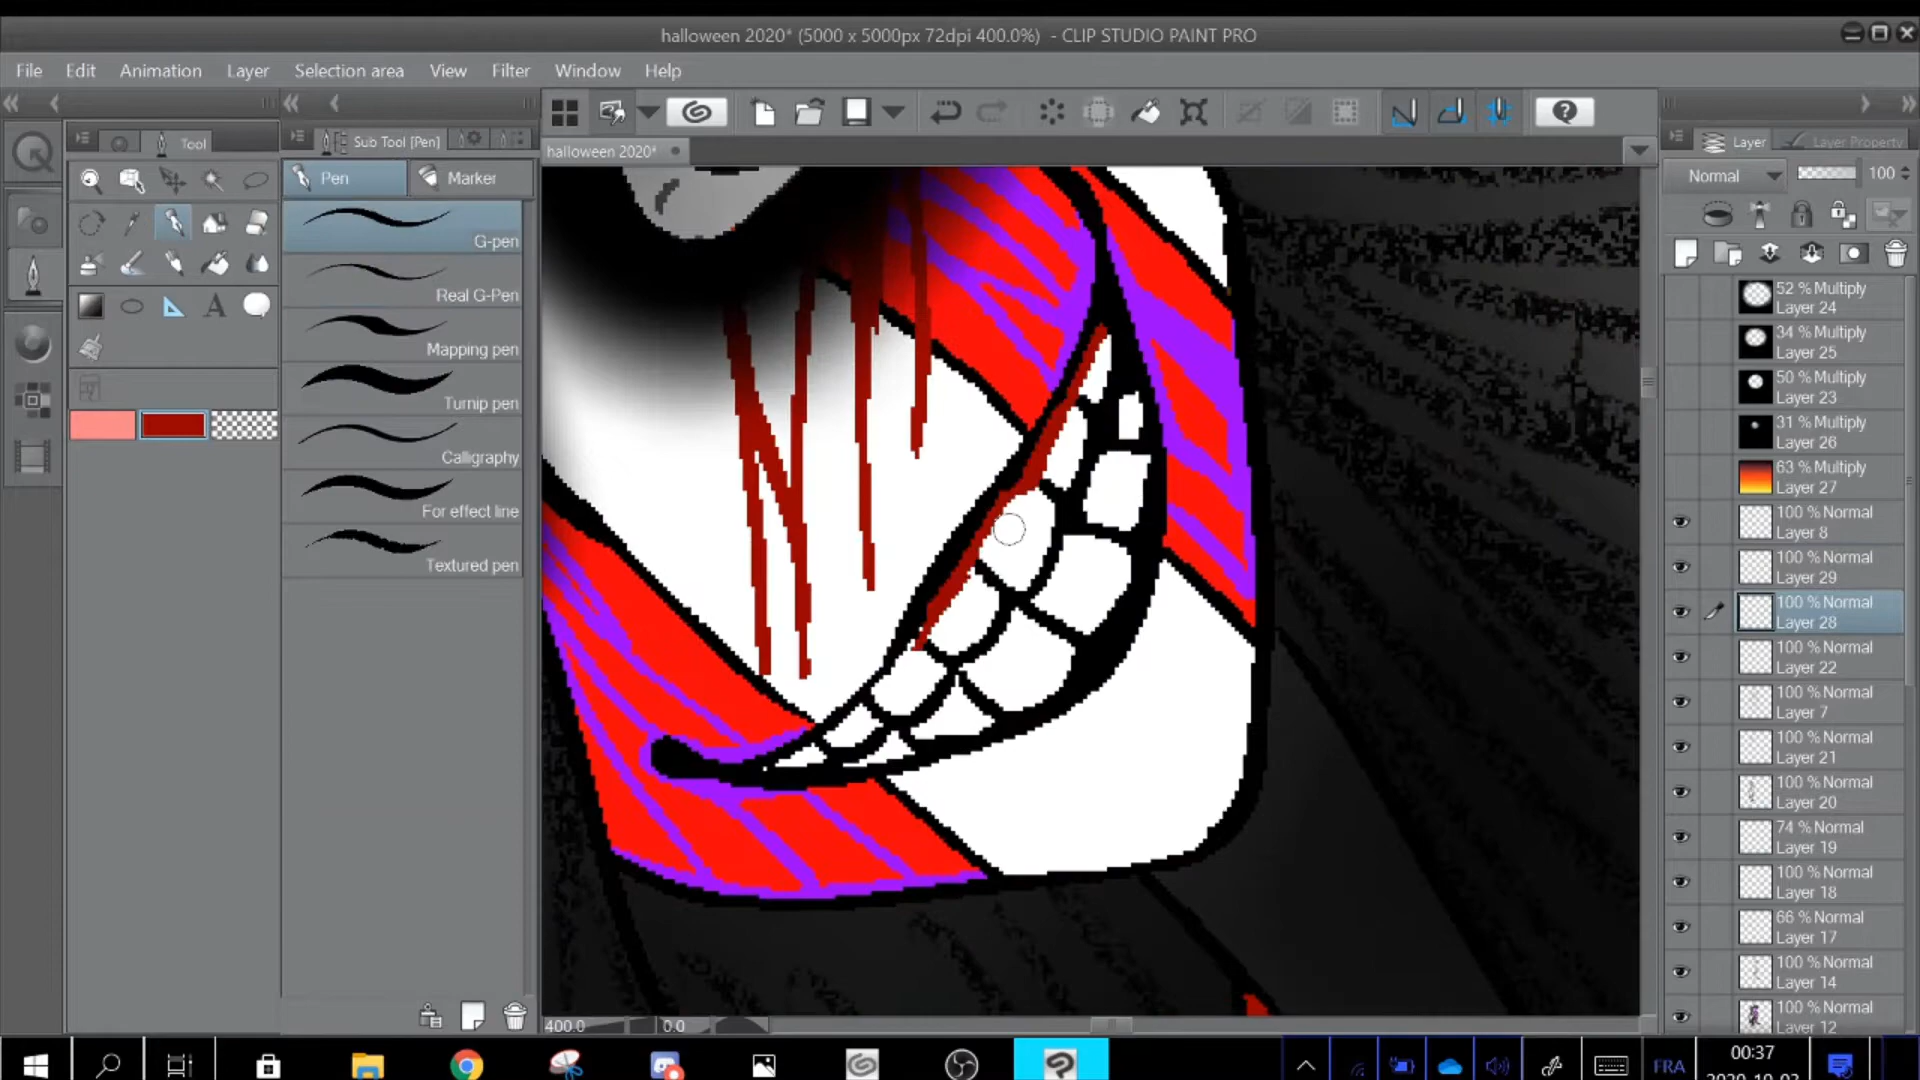 halloween 2020* (5000 x 5000px 72dpi 400.0%) - CLIP STUDIO PAINT PRO
File Edit Animation Layer Selection area View Filter Window Help
Tool
Sub Tool [Pen]
halloween 2020*
Layer
Layer Property
Pen
Marker
Normal
100
G-pen
Real G-Pen
Mapping pen
Turnip pen
Calligraphy
For effect line
Textured pen
52 % Multiply
Layer 24
34 % Multiply
Layer 25
50 % Multiply
Layer 23
31 % Multiply
Layer 26
63 % Multiply
Layer 27
100 % Normal
Layer 8
100 % Normal
Layer 29
100 % Normal
Layer 28
100 % Normal
Layer 22
100 % Normal
Layer 7
100 % Normal
Layer 21
100 % Normal
Layer 20
74 % Normal
Layer 19
100 % Normal
Layer 18
66 % Normal
Layer 17
100 % Normal
Layer 14
100 % Normal
Layer 12
400.0
0.0
FRA
00:37